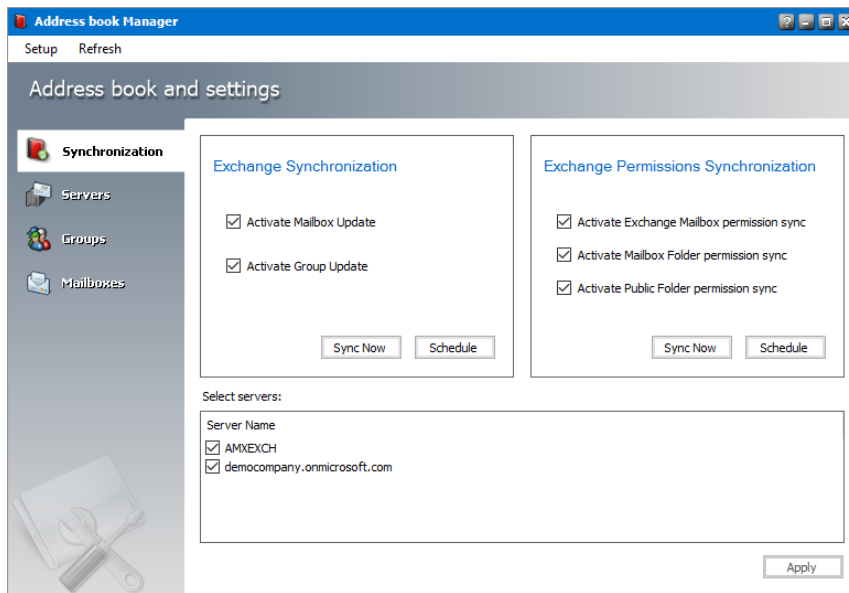 Address book Manager
Setup Refresh
Address book and settings
Synchronization
Servers
Groups
Mailboxes
Exchange Synchronization
Activate Mailbox Update
Activate Group Update
Sync Now Schedule
Exchange Permissions Synchronization
Activate Exchange Mailbox permission sync
Activate Mailbox Folder permission sync
Activate Public Folder permission sync
Sync Now Schedule
Select servers:
Server Name
AMXEXCH
democompany.onmicrosoft.com
Apply